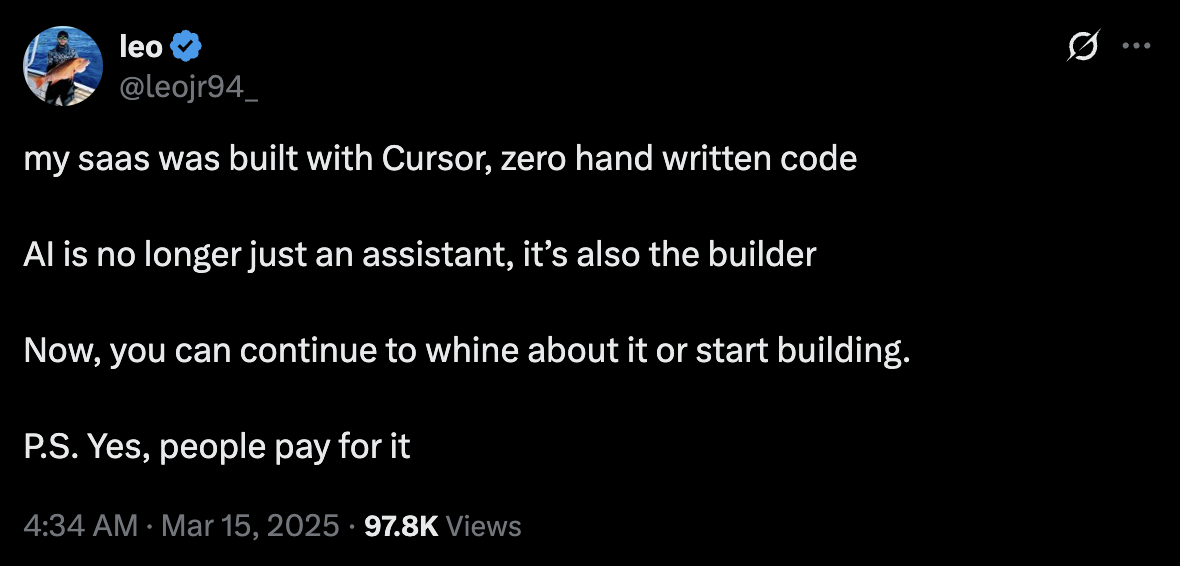 leo
@leojr94_
my saas was built with Cursor, zero hand written code
AI is no longer just an assistant, it’s also the builder
Now, you can continue to whine about it or start building.
P.S. Yes, people pay for it
4:34 AM · Mar 15, 2025 · 97.8K Views